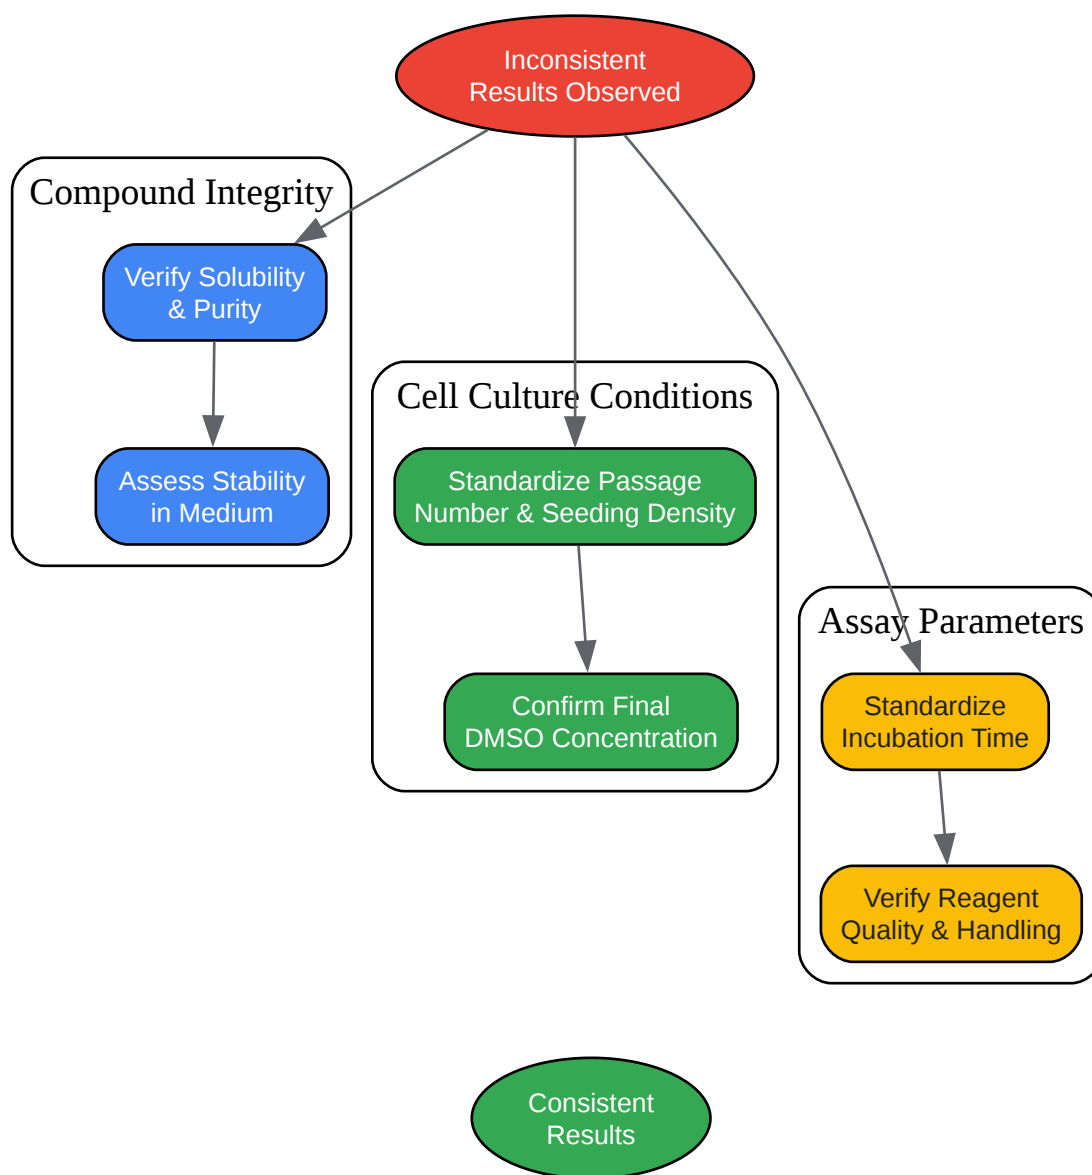 Inconsistent
Results Observed
Compound Integrity
Verify Solubility
& Purity
Assess Stability
in Medium
Cell Culture Conditions
Standardize Passage
Number & Seeding Density
Confirm Final
DMSO Concentration
Assay Parameters
Standardize
Incubation Time
Verify Reagent
Quality & Handling
Consistent
Results